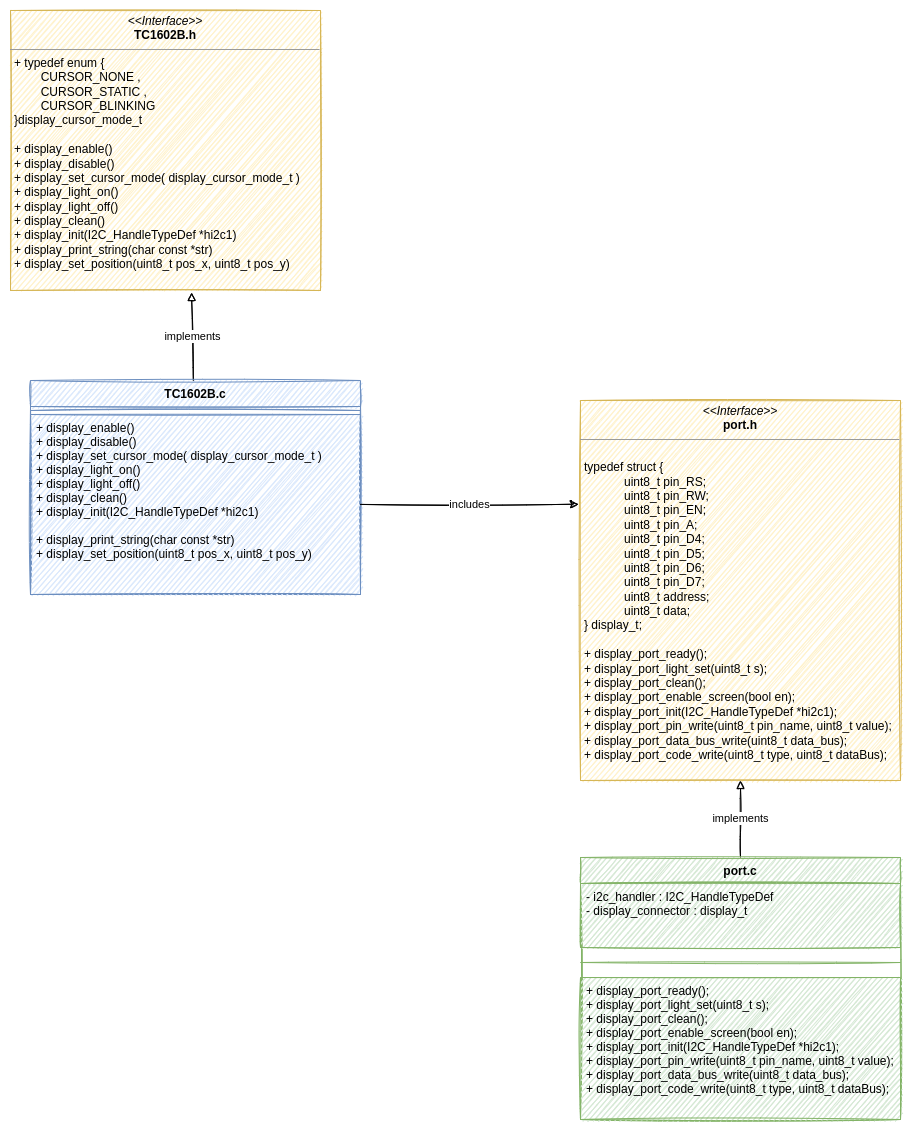 <<Interface>>
TC1602B.h
+ typedef enum {
CURSOR_NONE ,
CURSOR_STATIC ,
CURSOR_BLINKING
}display_cursor_mode_t
+ display_enable()
+ display_disable()
+ display_set_cursor_mode( display_cursor_mode_t )
+ display_light_on()
+ display_light_off()
+ display_clean()
+ display_init(I2C_HandleTypeDef *hi2c1)
+ display_print_string(char const *str)
+ display_set_position(uint8_t pos_x, uint8_t pos_y)
implements
TC1602B.c
+ display_enable()
+ display_disable()
+ display_set_cursor_mode( display_cursor_mode_t )
+ display_light_on()
+ display_light_off()
+ display_clean()
+ display_init(I2C_HandleTypeDef *hi2c1)
+ display_print_string(char const *str)
+ display_set_position(uint8_t pos_x, uint8_t pos_y)
includes
<<Interface>>
port.h
typedef struct {
uint8_t pin_RS;
uint8_t pin_RW;
uint8_t pin_EN;
uint8_t pin_A;
uint8_t pin_D4;
uint8_t pin_D5;
uint8_t pin_D6;
uint8_t pin_D7;
uint8_t address;
uint8_t data;
} display_t;
+ display_port_ready();
+ display_port_light_set(uint8_t s);
+ display_port_clean();
+ display_port_enable_screen(bool en);
+ display_port_init(I2C_HandleTypeDef *hi2c1);
+ display_port_pin_write(uint8_t pin_name, uint8_t value);
+ display_port_data_bus_write(uint8_t data_bus);
+ display_port_code_write(uint8_t type, uint8_t dataBus);
implements
port.c
- i2c_handler : I2C_HandleTypeDef
- display_connector : display_t
+ display_port_ready();
+ display_port_light_set(uint8_t s);
+ display_port_clean();
+ display_port_enable_screen(bool en);
+ display_port_init(I2C_HandleTypeDef *hi2c1);
+ display_port_pin_write(uint8_t pin_name, uint8_t value);
+ display_port_data_bus_write(uint8_t data_bus);
+ display_port_code_write(uint8_t type, uint8_t dataBus);